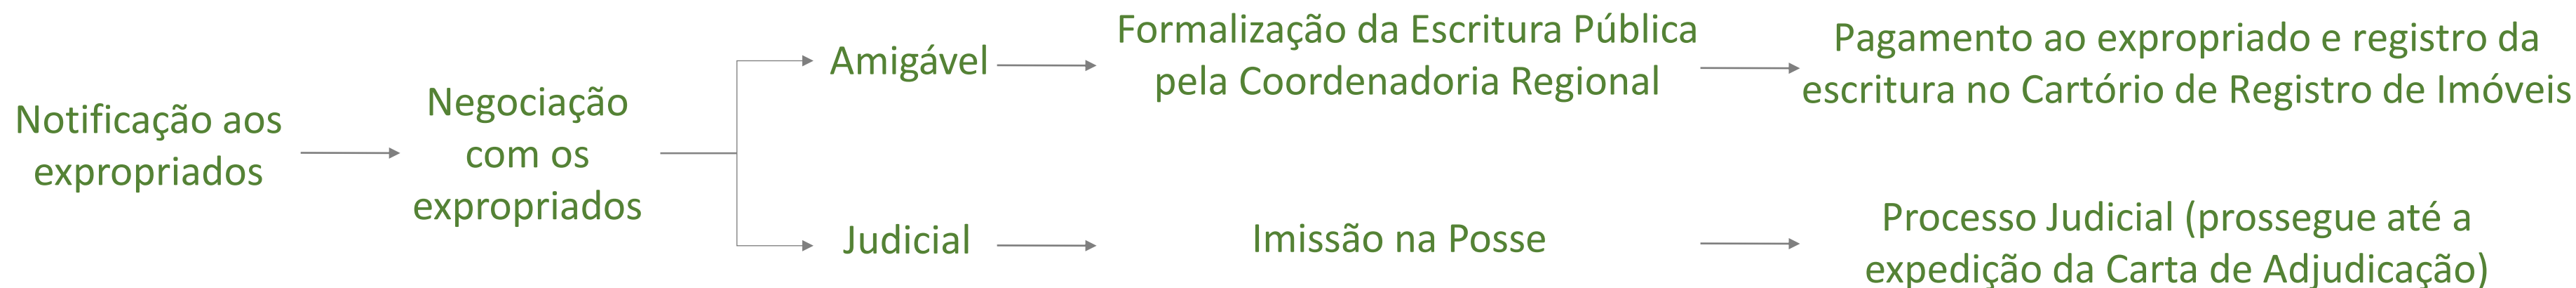 Notificação aos
expropriados
Negociação
com os
expropriados
Amigável
Formalização da Escritura Pública
pela Coordenadoria Regional
Pagamento ao expropriado e registro da
escritura no Cartório de Registro de Imóveis
Judicial
Imissão na Posse
Processo Judicial (prossegue até a
expedição da Carta de Adjudicação)